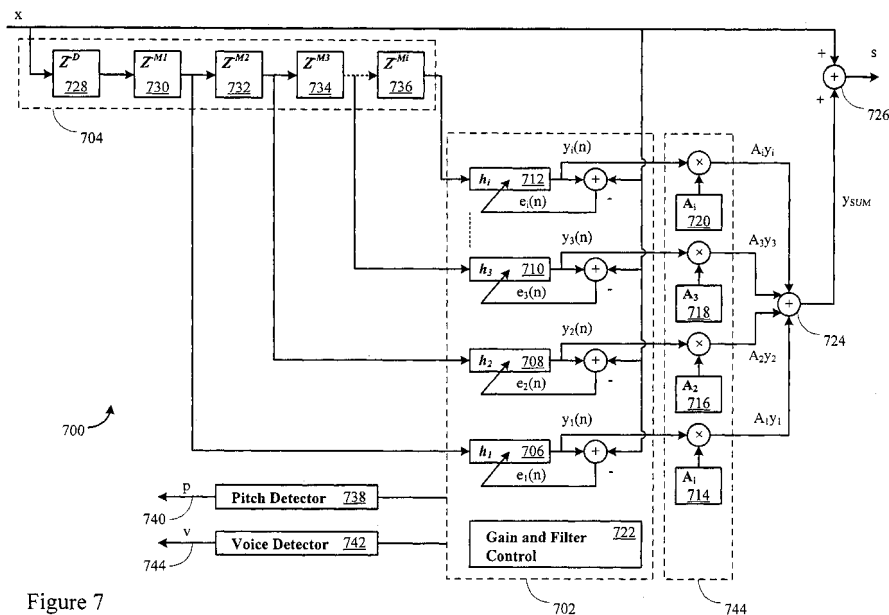 x
Z^-D 728
Z^-M1 730
Z^-M2 732
Z^-M3 734
Z^-Mi 736
704
+
+
+
s
726
y_i(n)
h_i 712
+
-
e_i(n)
×
A_i 720
A_iy_i
y_SUM
y_3(n)
h_3 710
+
-
e_3(n)
×
A_3 718
A_3y_3
+
724
y_2(n)
h_2 708
+
-
e_2(n)
×
A_2 716
A_2y_2
700
y_1(n)
h_1 706
+
-
e_1(n)
×
A_i 714
A_1y_1
p
740
Pitch Detector 738
v
744
Voice Detector 742
Gain and Filter 722
Control
702
744
Figure 7